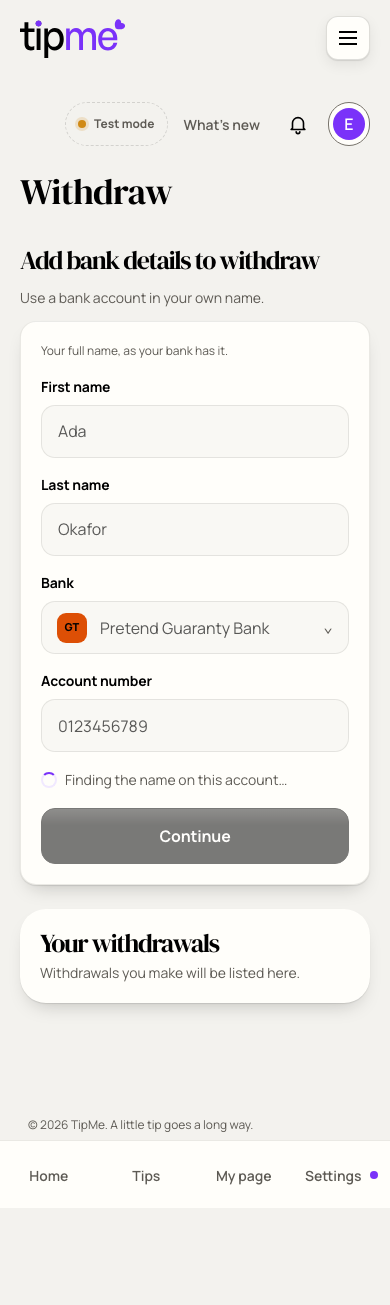 tipme
Test mode
What's new
E
Withdraw
Add bank details to withdraw
Use a bank account in your own name.
Your full name, as your bank has it.
First name
Ada
Last name
Okafor
Bank
GT Pretend Guaranty Bank
Account number
0123456789
Finding the name on this account…
Continue
Your withdrawals
Withdrawals you make will be listed here.
© 2026 TipMe. A little tip goes a long way.
Home Tips My page Settings